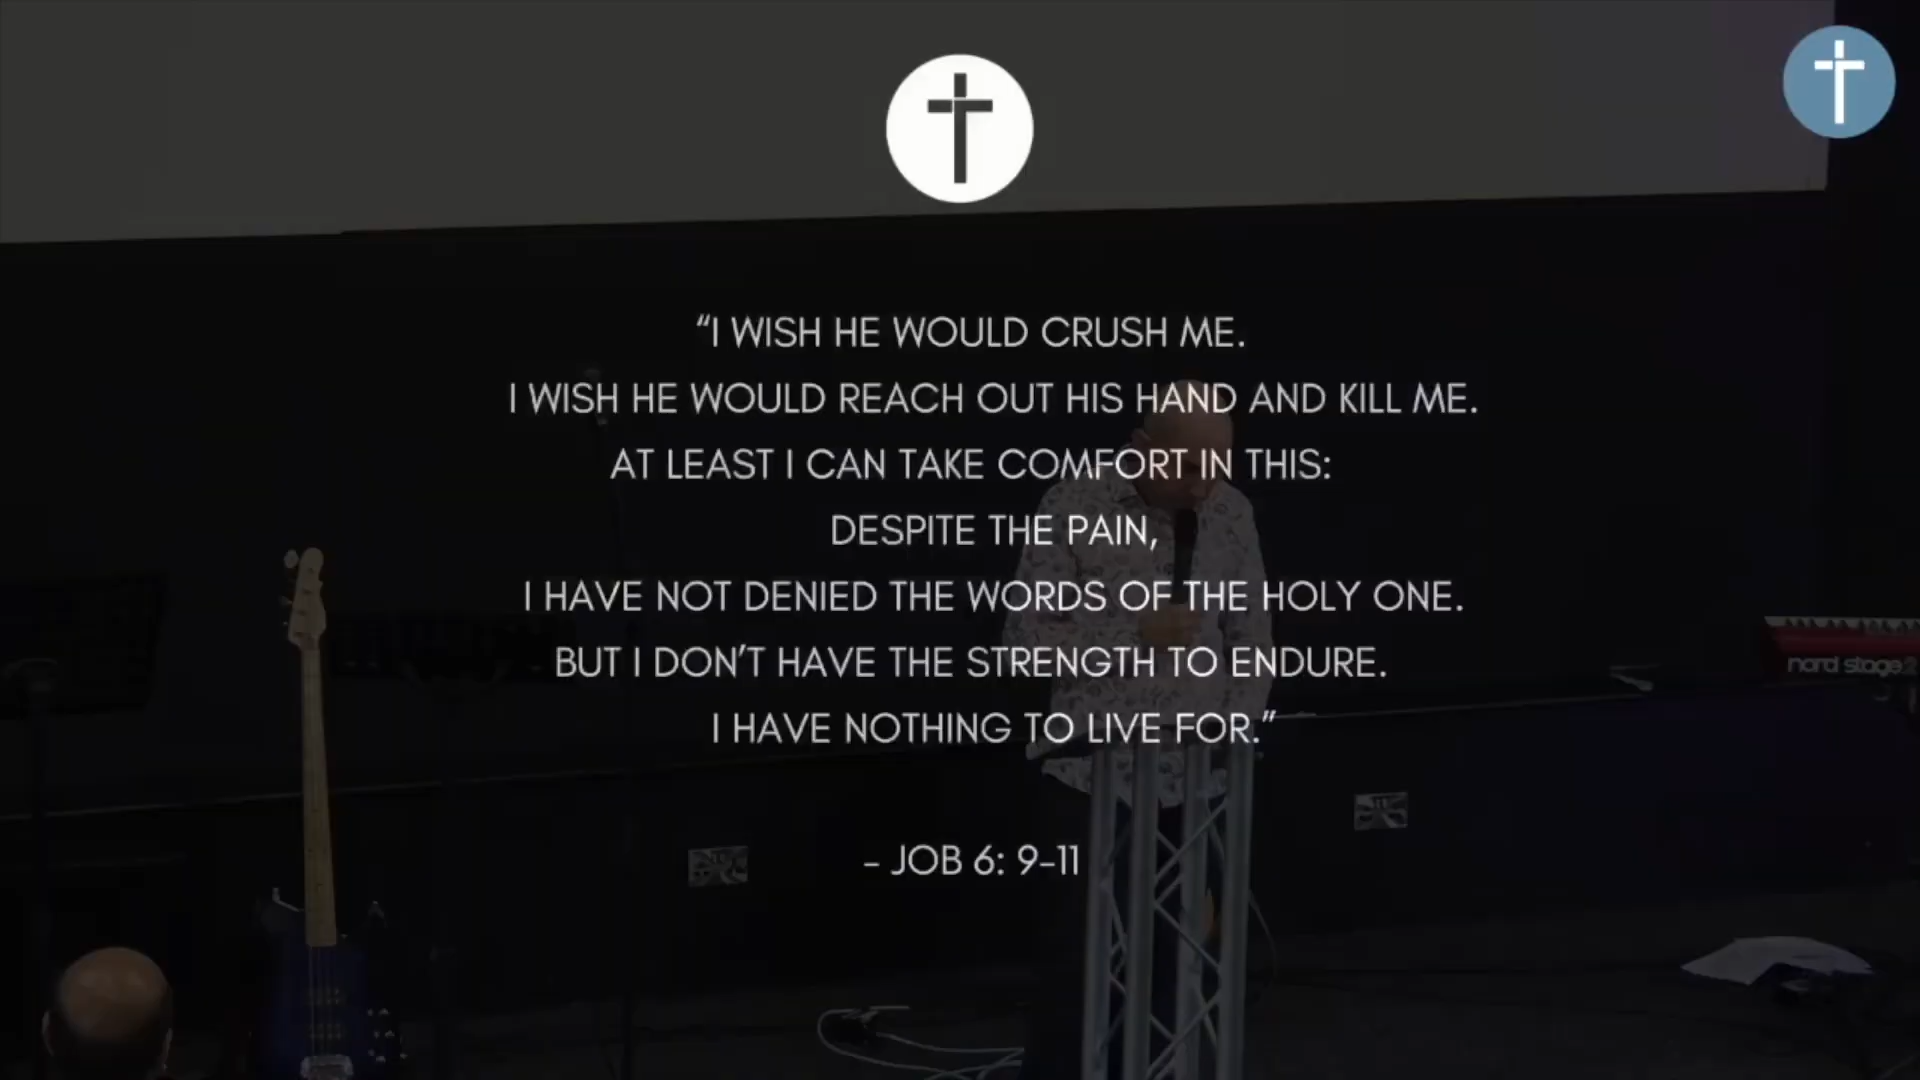 “I WISH HE WOULD CRUSH ME.
I WISH HE WOULD REACH OUT HIS HAND AND KILL ME.
AT LEAST I CAN TAKE COMFORT IN THIS:
DESPITE THE PAIN,
I HAVE NOT DENIED THE WORDS OF THE HOLY ONE.
BUT I DON’T HAVE THE STRENGTH TO ENDURE.
I HAVE NOTHING TO LIVE FOR.”
nord stage 2
– JOB 6: 9–11